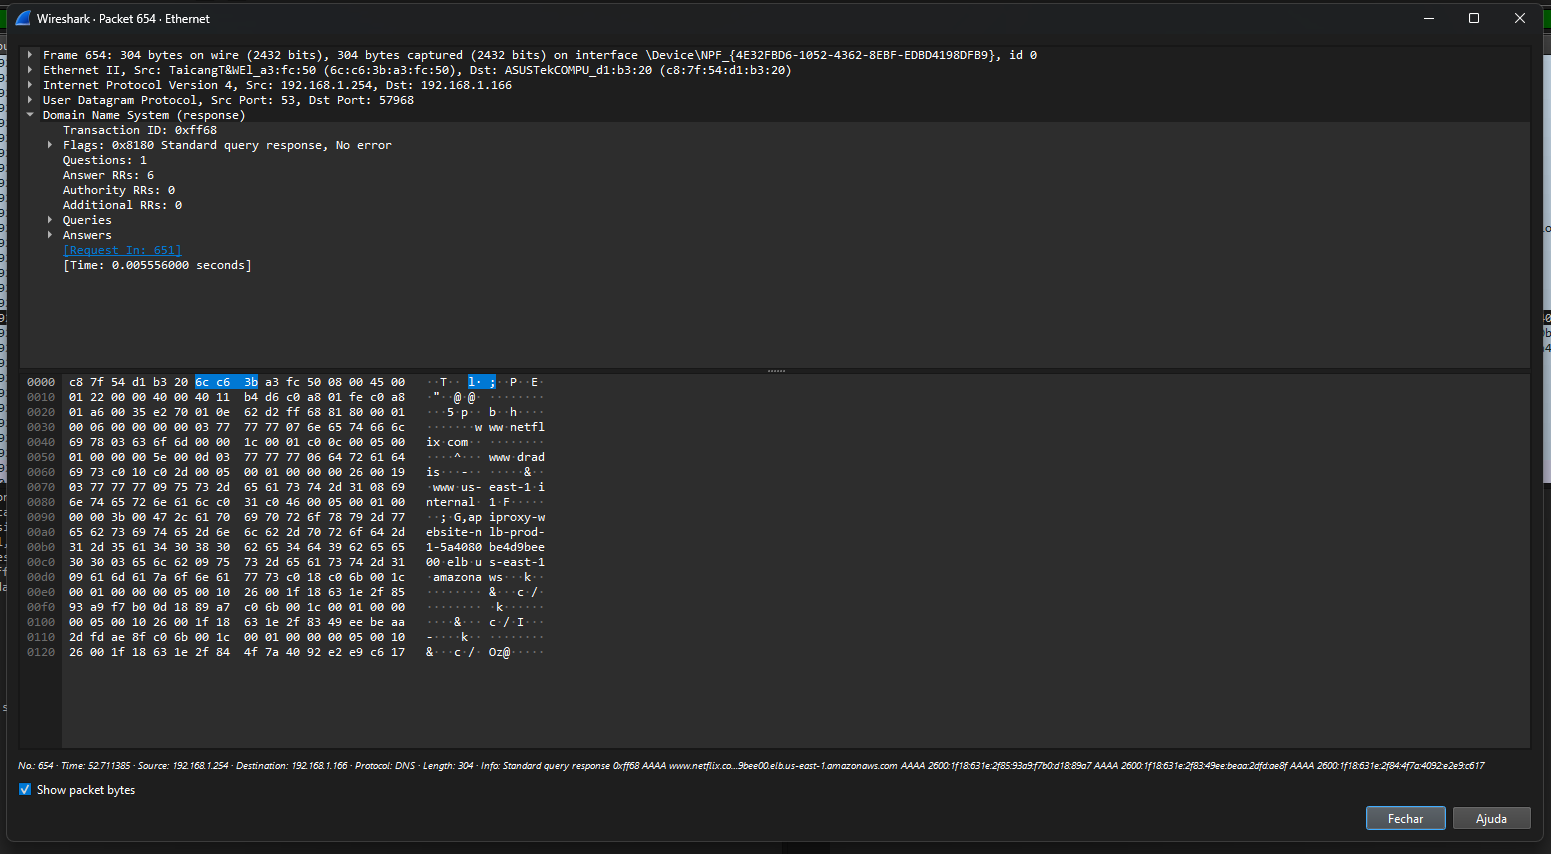 Wireshark · Packet 654 · Ethernet
Frame 654: 304 bytes on wire (2432 bits), 304 bytes captured (2432 bits) on interface \Device\NPF_{4E32FBD6-1052-4362-8EBF-EDBD4198DFB9}, id 0
Ethernet II, Src: TaicangT&WEl_a3:fc:50 (6c:c6:3b:a3:fc:50), Dst: ASUSTekCOMPU_d1:b3:20 (c8:7f:54:d1:b3:20)
Internet Protocol Version 4, Src: 192.168.1.254, Dst: 192.168.1.166
User Datagram Protocol, Src Port: 53, Dst Port: 57968
Domain Name System (response)
Transaction ID: 0xff68
Flags: 0x8180 Standard query response, No error
Questions: 1
Answer RRs: 6
Authority RRs: 0
Additional RRs: 0
Queries
Answers
[Request In: 651]
[Time: 0.005556000 seconds]
0000 c8 7f 54 d1 b3 20 6c c6 3b a3 fc 50 08 00 45 00 ··T·· l· ;··P··E·
0010 01 22 00 00 40 00 40 11 b4 d6 c0 a8 01 fe c0 a8 ·"··@·@· ········
0020 01 a6 00 35 e2 70 01 0e 62 d2 ff 68 81 80 00 01 ···5·p·· b··h····
0030 00 06 00 00 00 00 03 77 77 77 07 6e 65 74 66 6c ·······w ww·netfl
0040 69 78 03 63 6f 6d 00 00 1c 00 01 c0 0c 00 05 00 ix·com·· ········
0050 01 00 00 00 5e 00 0d 03 77 77 77 06 64 72 61 64 ····^··· www·drad
0060 69 73 c0 10 c0 2d 00 05 00 01 00 00 00 26 00 19 is···-·· ·····&··
0070 03 77 77 77 09 75 73 2d 65 61 73 74 2d 31 08 69 ·www·us- east-1·i
0080 6e 74 65 72 6e 61 6c c0 31 c0 46 00 05 00 01 00 nternal· 1·F·····
0090 00 00 3b 00 47 2c 61 70 69 70 72 6f 78 79 2d 77 ··;·G,ap iproxy-w
00a0 65 62 73 69 74 65 2d 6e 6c 62 2d 70 72 6f 64 2d ebsite-n lb-prod-
00b0 31 2d 35 61 34 30 38 30 62 65 34 64 39 62 65 65 1-5a4080 be4d9bee
00c0 30 30 03 65 6c 62 09 75 73 2d 65 61 73 74 2d 31 00·elb·u s-east-1
00d0 09 61 6d 61 7a 6f 6e 61 77 73 c0 18 c0 6b 00 1c ·amazona ws···k··
00e0 00 01 00 00 00 05 00 10 26 00 1f 18 63 1e 2f 85 ········ &···c·/·
00f0 93 a9 f7 b0 0d 18 89 a7 c0 6b 00 1c 00 01 00 00 ········ ·k······
0100 00 05 00 10 26 00 1f 18 63 1e 2f 83 49 ee be aa ····&··· c·/·I···
0110 2d fd ae 8f c0 6b 00 1c 00 01 00 00 00 05 00 10 -····k·· ········
0120 26 00 1f 18 63 1e 2f 84 4f 7a 40 92 e2 e9 c6 17 &···c·/· Oz@·····
No.: 654 · Time: 52.711385 · Source: 192.168.1.254 · Destination: 192.168.1.166 · Protocol: DNS · Length: 304 · Info: Standard query response 0xff68 AAAA www.netflix.co...9bee00.elb.us-east-1.amazonaws.com AAAA 2600:1f18:631e:2f85:93a9:f7b0:d18:89a7 AAAA 2600:1f18:631e:2f83:49ee:beaa:2dfd:ae8f AAAA 2600:1f18:631e:2f84:4f7a:4092:e2e9:c617
Show packet bytes
Fechar
Ajuda